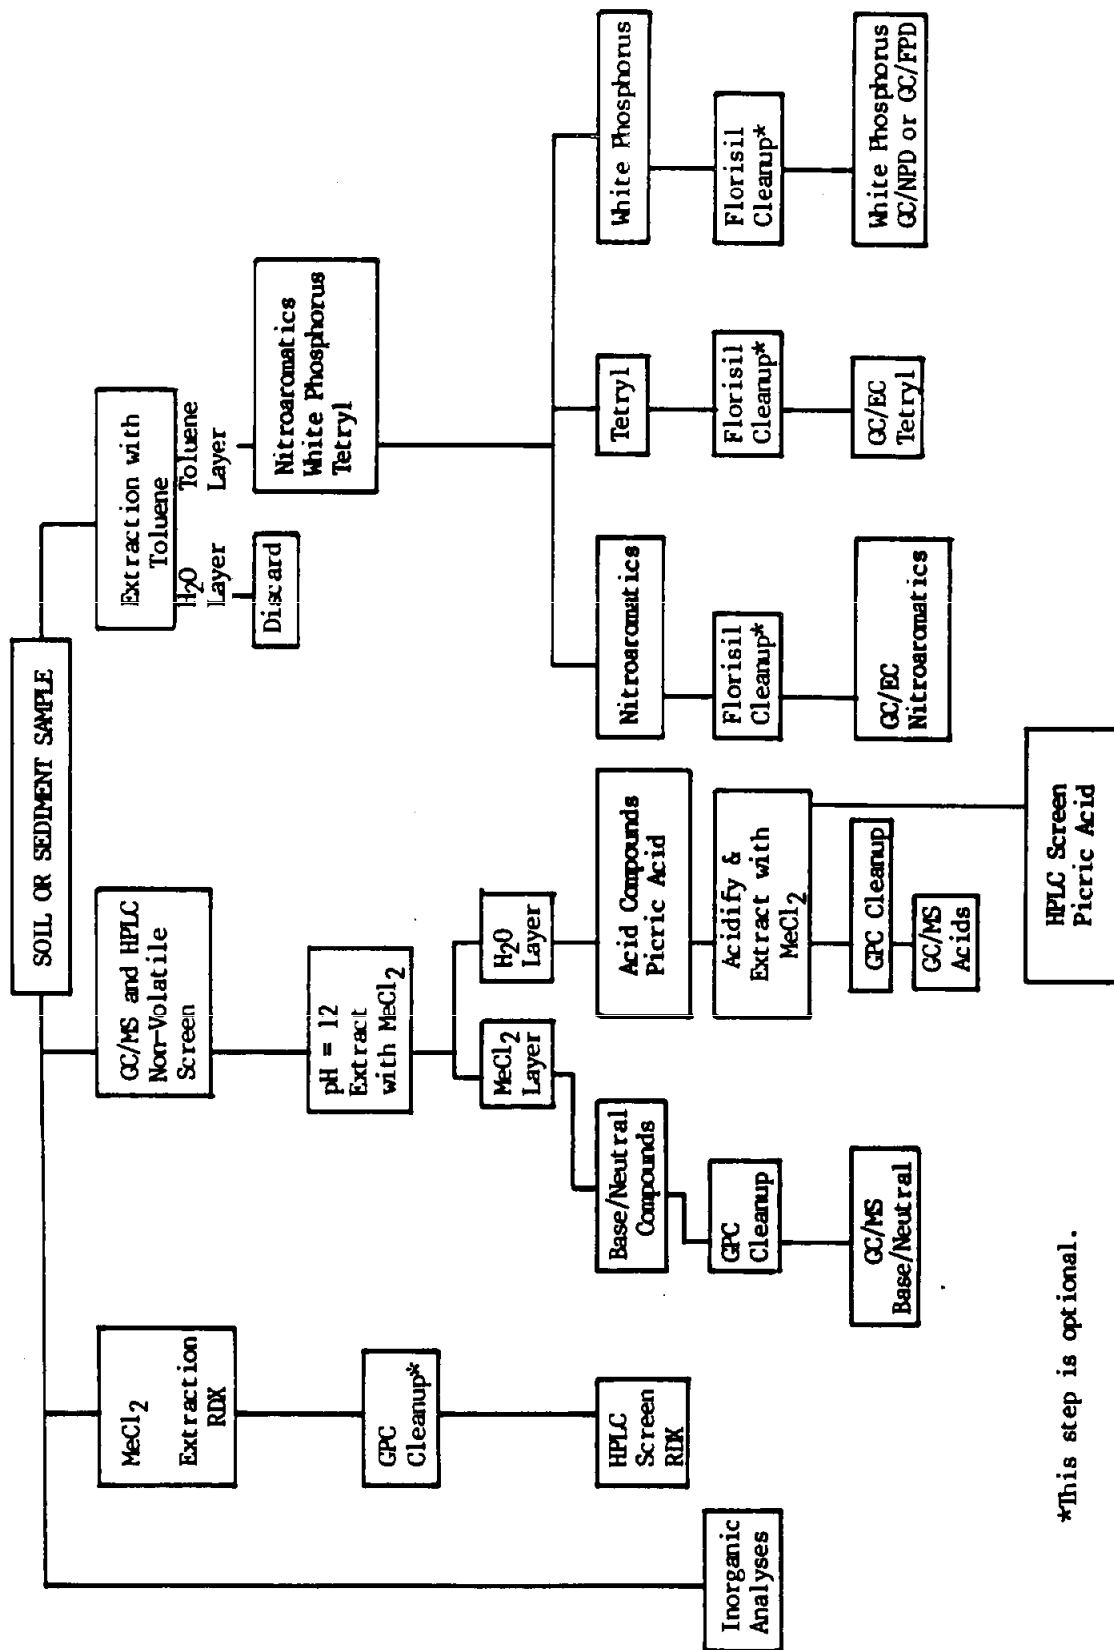 SOIL OR SEDIMENT SAMPLE
Inorganic
Analyses
MeCl2
Extraction
RDX
GPC
Cleanup*
HPLC
Screen
RDX
GC/MS and HPLC
Non-Volatile
Screen
pH = 12
Extract
with MeCl2
MeCl2
Layer
Base/Neutral
Compounds
GPC
Cleanup
GC/MS
Base/Neutral
H2O
Layer
Acid Compounds
Picric Acid
Acidify &
Extract with
MeCl2
GPC Cleanup
GC/MS
Acids
HPLC Screen
Picric Acid
Extraction with
Toluene
H2O
Layer
Discard
Toluene
Layer
Nitroaromatics
White Phosphorus
Tetryl
Nitroaromatics
Florisil
Cleanup*
GC/EC
Nitroaromatics
Tetryl
Florisil
Cleanup*
GC/EC
Tetryl
White Phosphorus
Florisil
Cleanup*
White Phosphorus
GC/NPD or GC/FPD
*This step is optional.